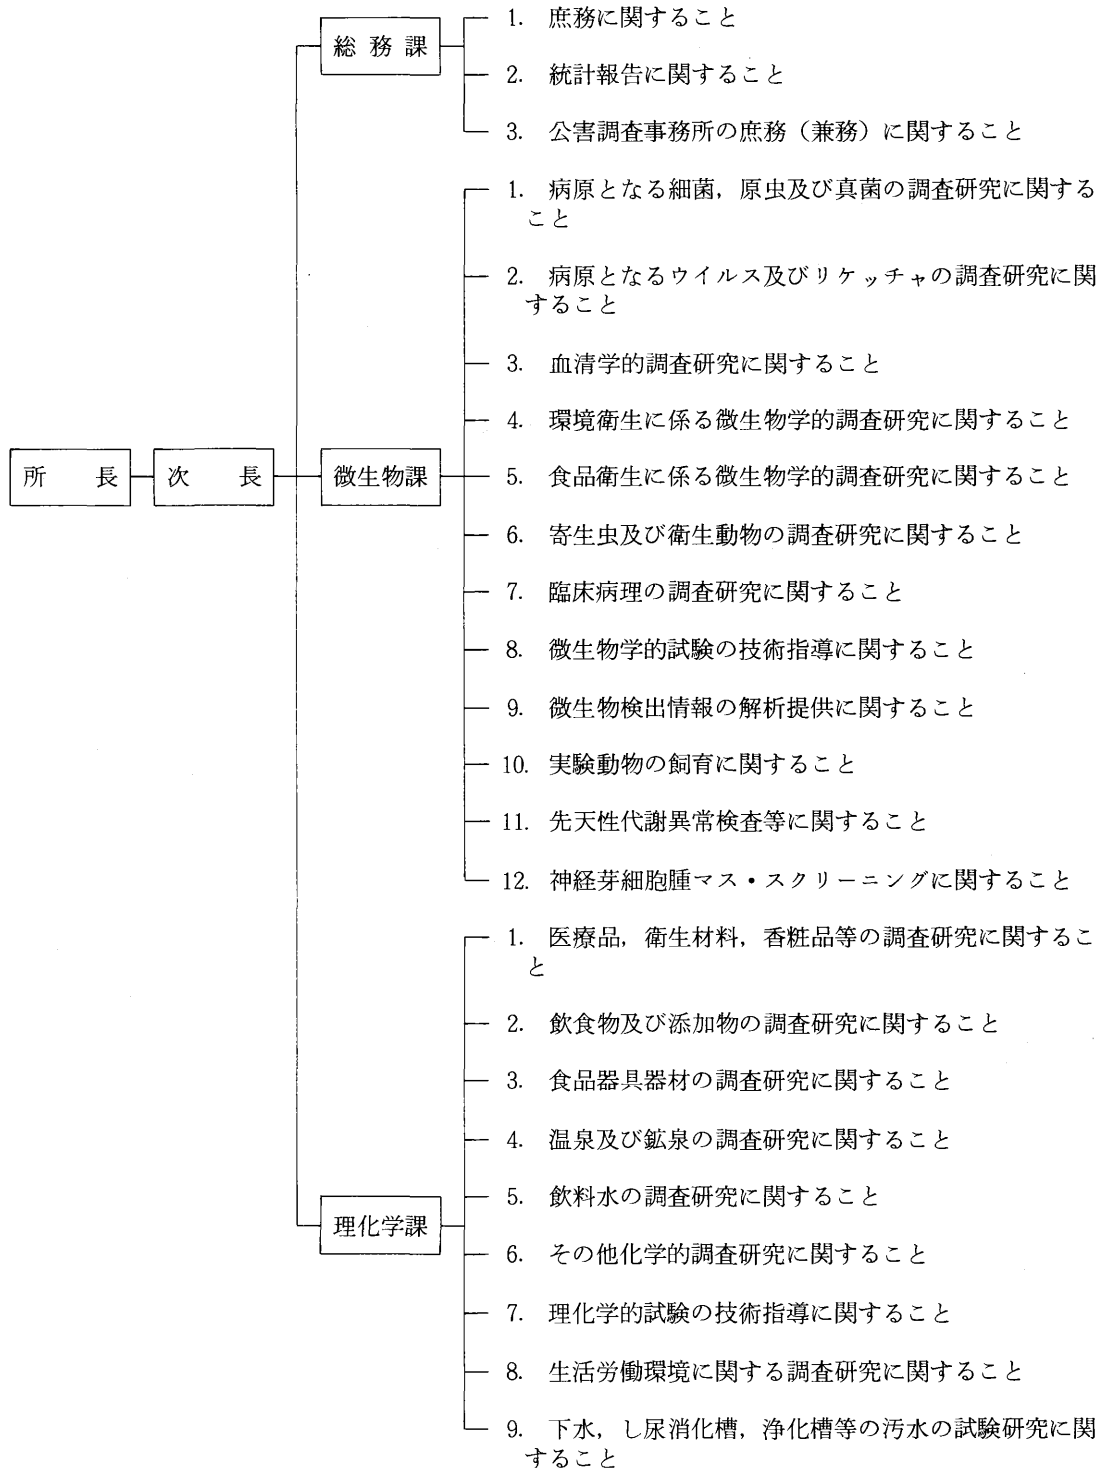 総務課
1. 庶務に関すること
2. 統計報告に関すること
3. 公害調査事務所の庶務（兼務）に関すること
所長
次長
微生物課
1. 病原となる細菌，原虫及び真菌の調査研究に関する
こと
2. 病原となるウイルス及びリケッチャの調査研究に関
すること
3. 血清学的調査研究に関すること
4. 環境衛生に係る微生物学的調査研究に関すること
5. 食品衛生に係る微生物学的調査研究に関すること
6. 寄生虫及び衛生動物の調査研究に関すること
7. 臨床病理の調査研究に関すること
8. 微生物学的試験の技術指導に関すること
9. 微生物検出情報の解析提供に関すること
10. 実験動物の飼育に関すること
11. 先天性代謝異常検査等に関すること
12. 神経芽細胞腫マス・スクリーニングに関すること
理化学課
1. 医療品，衛生材料，香粧品等の調査研究に関するこ
と
2. 飲食物及び添加物の調査研究に関すること
3. 食品器具器材の調査研究に関すること
4. 温泉及び鉱泉の調査研究に関すること
5. 飲料水の調査研究に関すること
6. その他化学的調査研究に関すること
7. 理化学的試験の技術指導に関すること
8. 生活労働環境に関する調査研究に関すること
9. 下水，し尿消化槽，浄化槽等の汚水の試験研究に関
すること